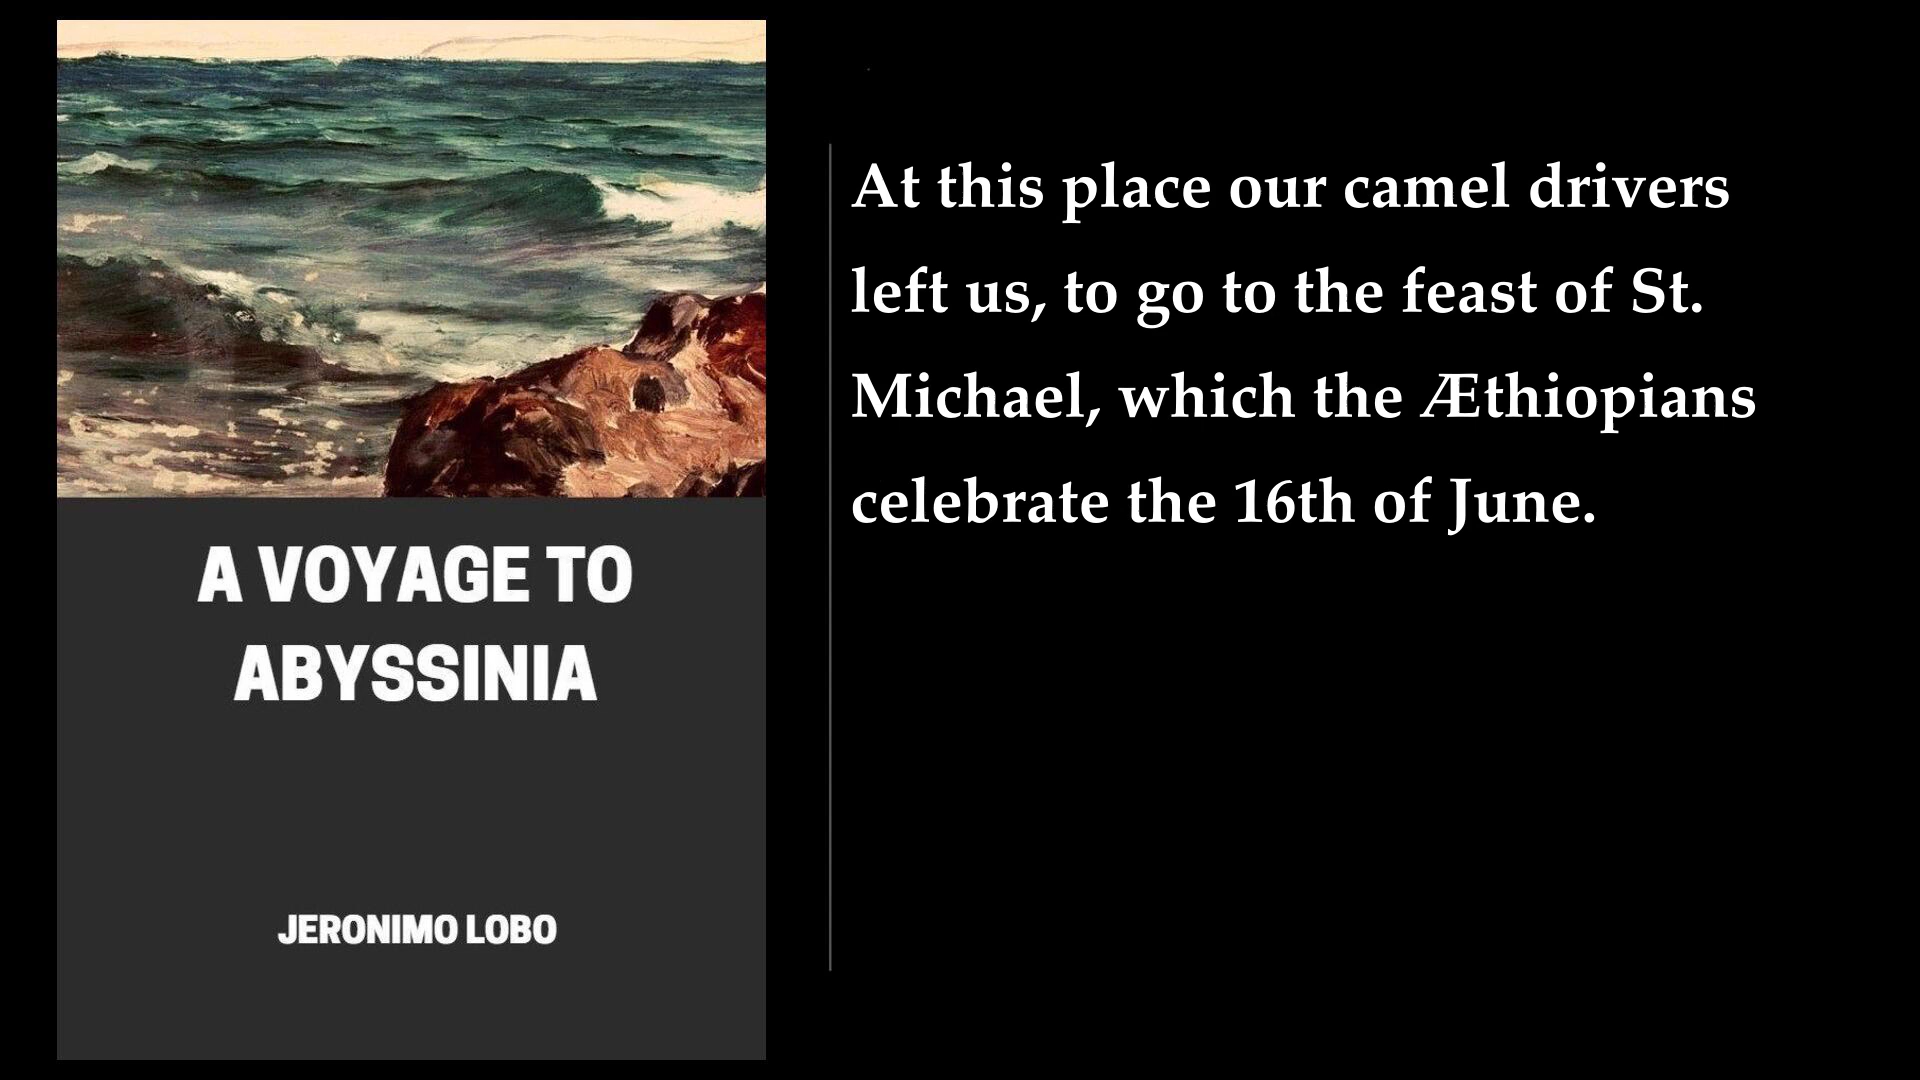 A VOYAGE TO
ABYSSINIA
JERONIMO LOBO
At this place our camel drivers
left us, to go to the feast of St.
Michael, which the Æthiopians
celebrate the 16th of June.